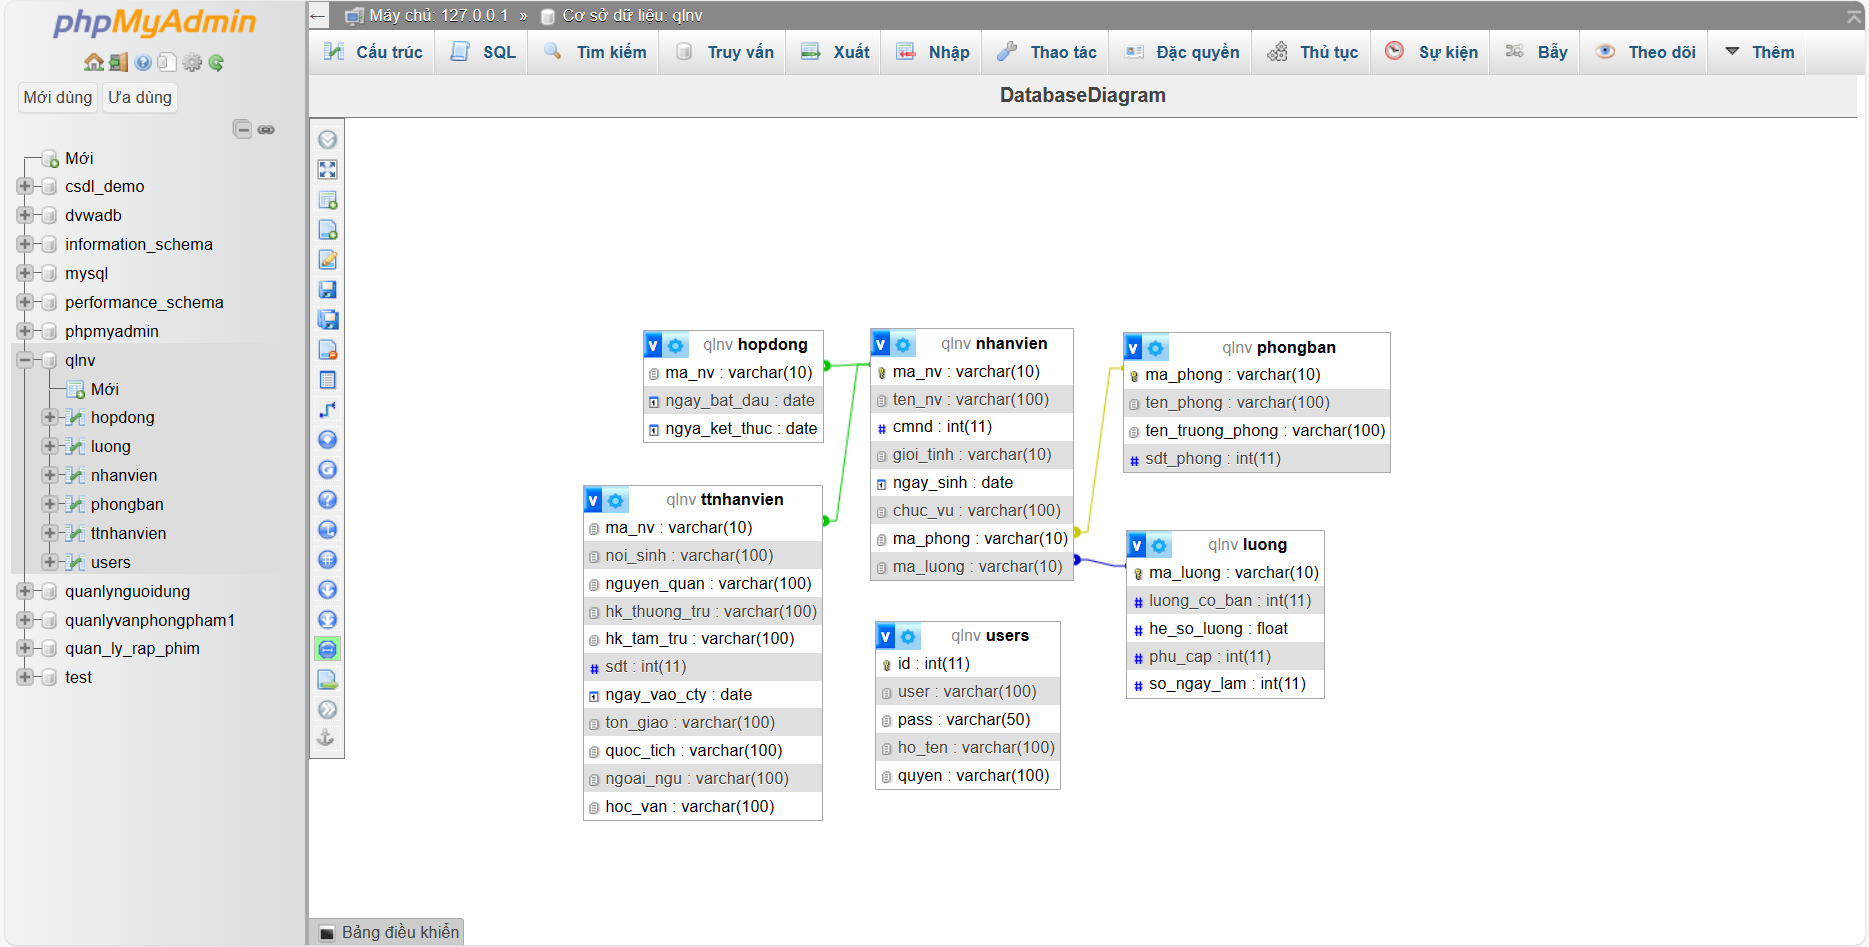 phpMyAdmin
Mới dùng
Ưa dùng
Mới
csdl_demo
dvwadb
information_schema
mysql
performance_schema
phpmyadmin
qlnv
Mới
hopdong
luong
nhanvien
phongban
ttnhanvien
users
quanlynguoidung
quanlyvanphongpham1
quan_ly_rap_phim
test
Máy chủ: 127.0.0.1 » Cơ sở dữ liệu: qlnv
Cấu trúc
SQL
Tìm kiếm
Truy vấn
Xuất
Nhập
Thao tác
Đặc quyền
Thủ tục
Sự kiện
Bẫy
Theo dõi
Thêm
DatabaseDiagram
v qlnv hopdong
ma_nv : varchar(10)
ngay_bat_dau : date
ngya_ket_thuc : date
v qlnv ttnhanvien
ma_nv : varchar(10)
noi_sinh : varchar(100)
nguyen_quan : varchar(100)
hk_thuong_tru : varchar(100)
hk_tam_tru : varchar(100)
# sdt : int(11)
ngay_vao_cty : date
ton_giao : varchar(100)
quoc_tich : varchar(100)
ngoai_ngu : varchar(100)
hoc_van : varchar(100)
v qlnv nhanvien
ma_nv : varchar(10)
ten_nv : varchar(100)
# cmnd : int(11)
gioi_tinh : varchar(10)
ngay_sinh : date
chuc_vu : varchar(100)
ma_phong : varchar(10)
ma_luong : varchar(10)
v qlnv users
id : int(11)
user : varchar(100)
pass : varchar(50)
ho_ten : varchar(100)
quyen : varchar(100)
v qlnv phongban
ma_phong : varchar(10)
ten_phong : varchar(100)
ten_truong_phong : varchar(100)
# sdt_phong : int(11)
v qlnv luong
ma_luong : varchar(10)
# luong_co_ban : int(11)
# he_so_luong : float
# phu_cap : int(11)
# so_ngay_lam : int(11)
Bảng điều khiển